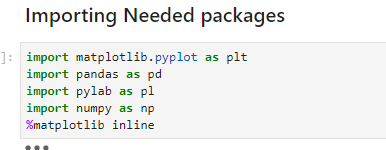 Importing Needed packages
]: import matplotlib.pyplot as plt
import pandas as pd
import pylab as pl
import numpy as np
%matplotlib inline